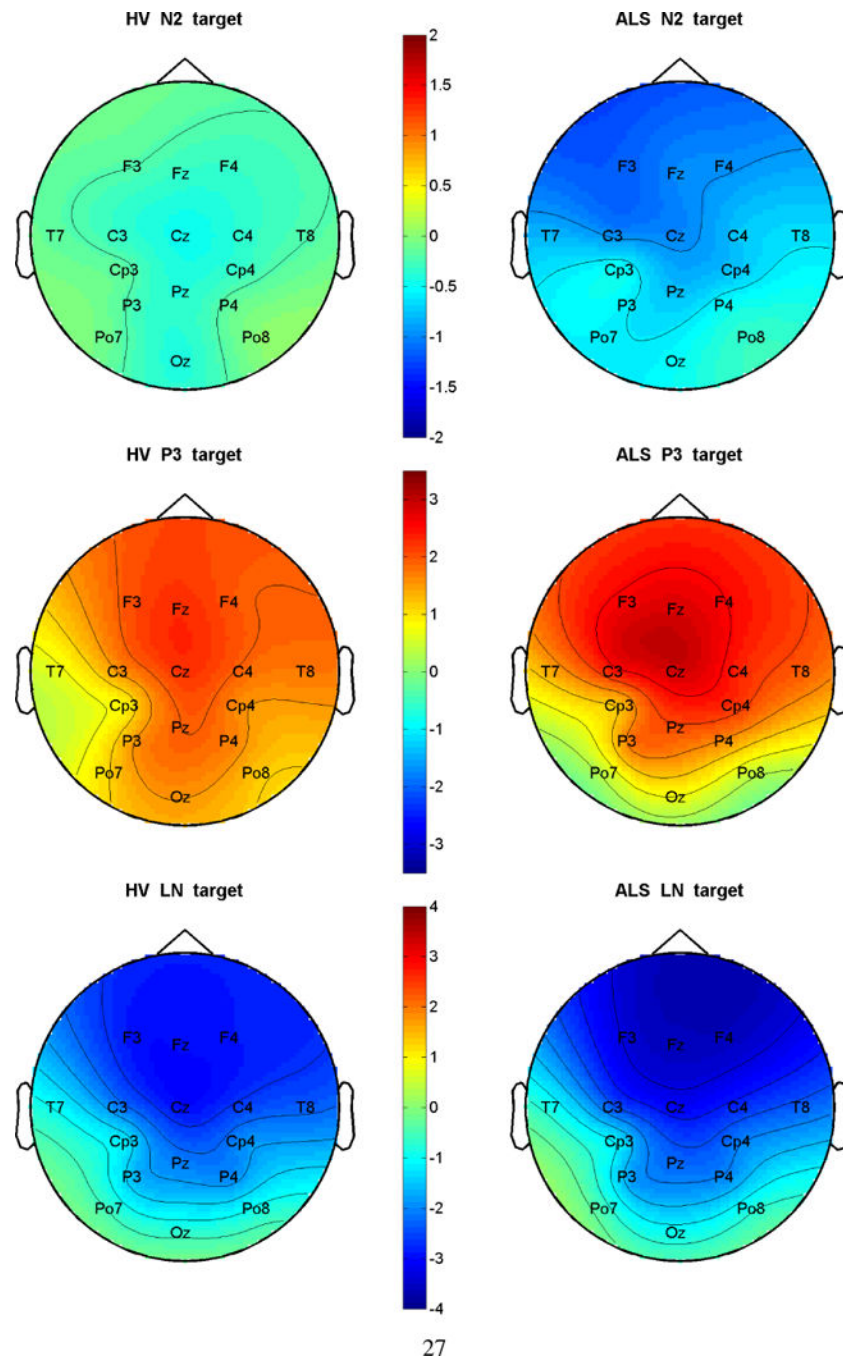 HV N2 target
ALS N2 target
2
1.5
1
0.5
0
-0.5
-1
-1.5
-2
F3 Fz F4
T7 C3 Cz C4 T8
Cp3 Cp4
Pz
P3 P4
Po7 Po8
Oz
F3 Fz F4
T7 C3 Cz C4 T8
Cp3 Cp4
Pz
P3 P4
Po7 Po8
Oz
HV P3 target
ALS P3 target
3
2
1
0
-1
-2
-3
F3 Fz F4
T7 C3 Cz C4 T8
Cp3 Cp4
Pz
P3 P4
Po7 Po8
Oz
F3 Fz F4
T7 C3 Cz C4 T8
Cp3 Cp4
Pz
P3 P4
Po7 Po8
Oz
HV LN target
ALS LN target
4
3
2
1
0
-1
-2
-3
-4
F3 Fz F4
T7 C3 Cz C4 T8
Cp3 Cp4
Pz
P3 P4
Po7 Po8
Oz
F3 Fz F4
T7 C3 Cz C4 T8
Cp3 Cp4
Pz
P3 P4
Po7 Po8
Oz
27